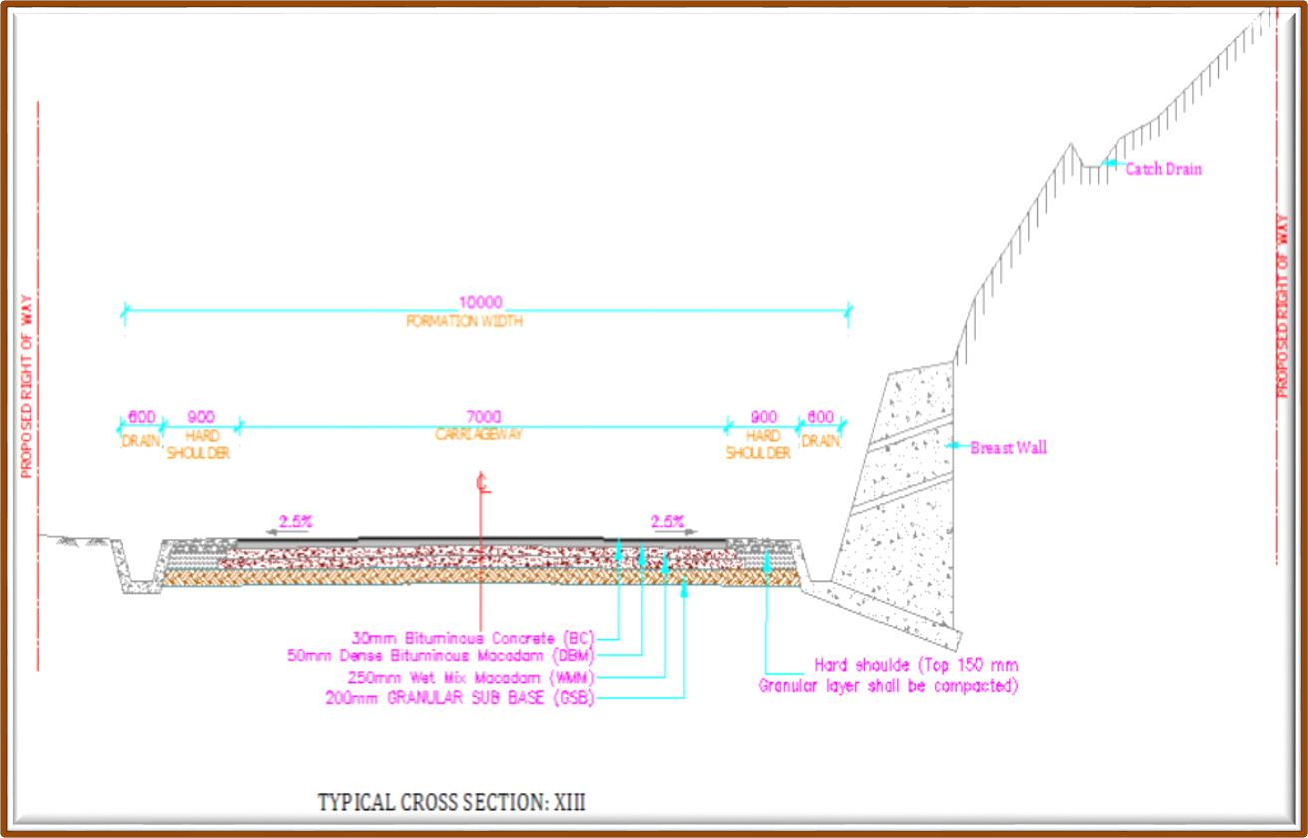 Catch Drain
PROPOSED RIGHT OF WAY
PROPOSED RIGHT OF WAY
10000
FORMATION WIDTH
600
900
7000
900
600
DRAIN
HARD
SHOULDER
CARRIAGEWAY
HARD
SHOULDER
DRAIN
Breast Wall
℄
2.5%
2.5%
30mm Bituminous Concrete (BC)
50mm Dense Bituminous Macadam (DBM)
250mm Wet Mix Macadam (WMM)
200mm GRANULAR SUB BASE (GSB)
Hard shoulde (Top 150 mm
Granular layer shall be compacted)
TYPICAL CROSS SECTION: XIII